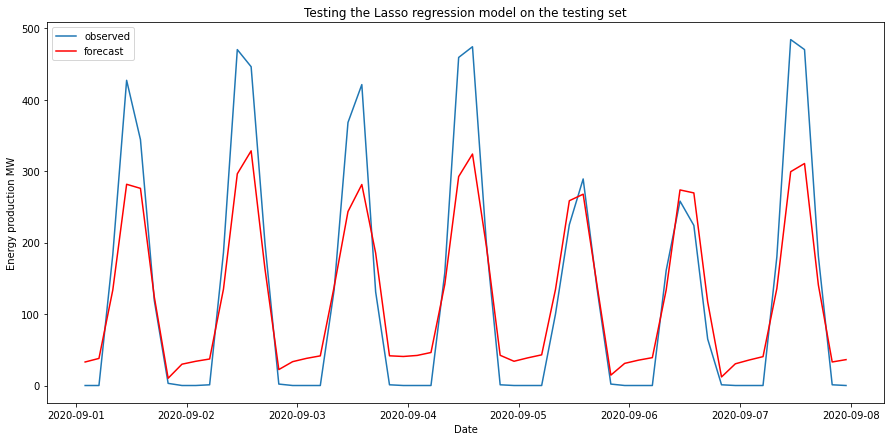 Testing the Lasso regression model on the testing set
observed
forecast
Energy production MW
500
400
300
200
100
0
2020-09-01 2020-09-02 2020-09-03 2020-09-04 2020-09-05 2020-09-06 2020-09-07 2020-09-08
Date